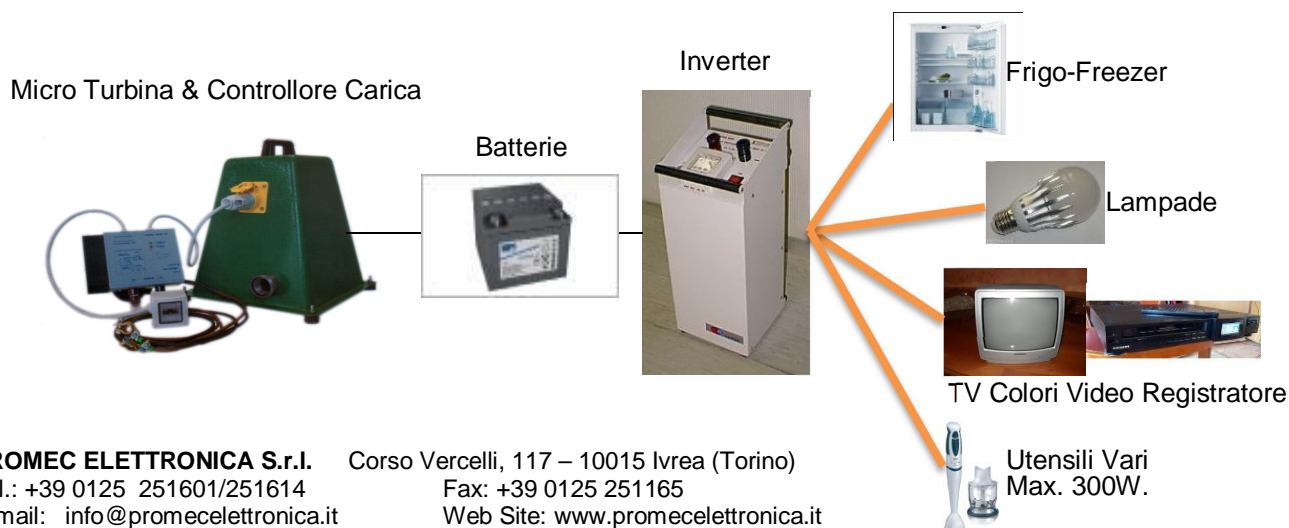 Micro Turbina & Controllore Carica
Batterie
Inverter
Frigo-Freezer
Lampade
TV Colori Video Registratore
Utensili Vari
Max. 300W.
ROMEC ELETTRONICA S.r.l. Corso Vercelli, 117 – 10015 Ivrea (Torino)
l.: +39 0125 251601/251614 Fax: +39 0125 251165
mail: info@promecelettronica.it Web Site: www.promecelettronica.it